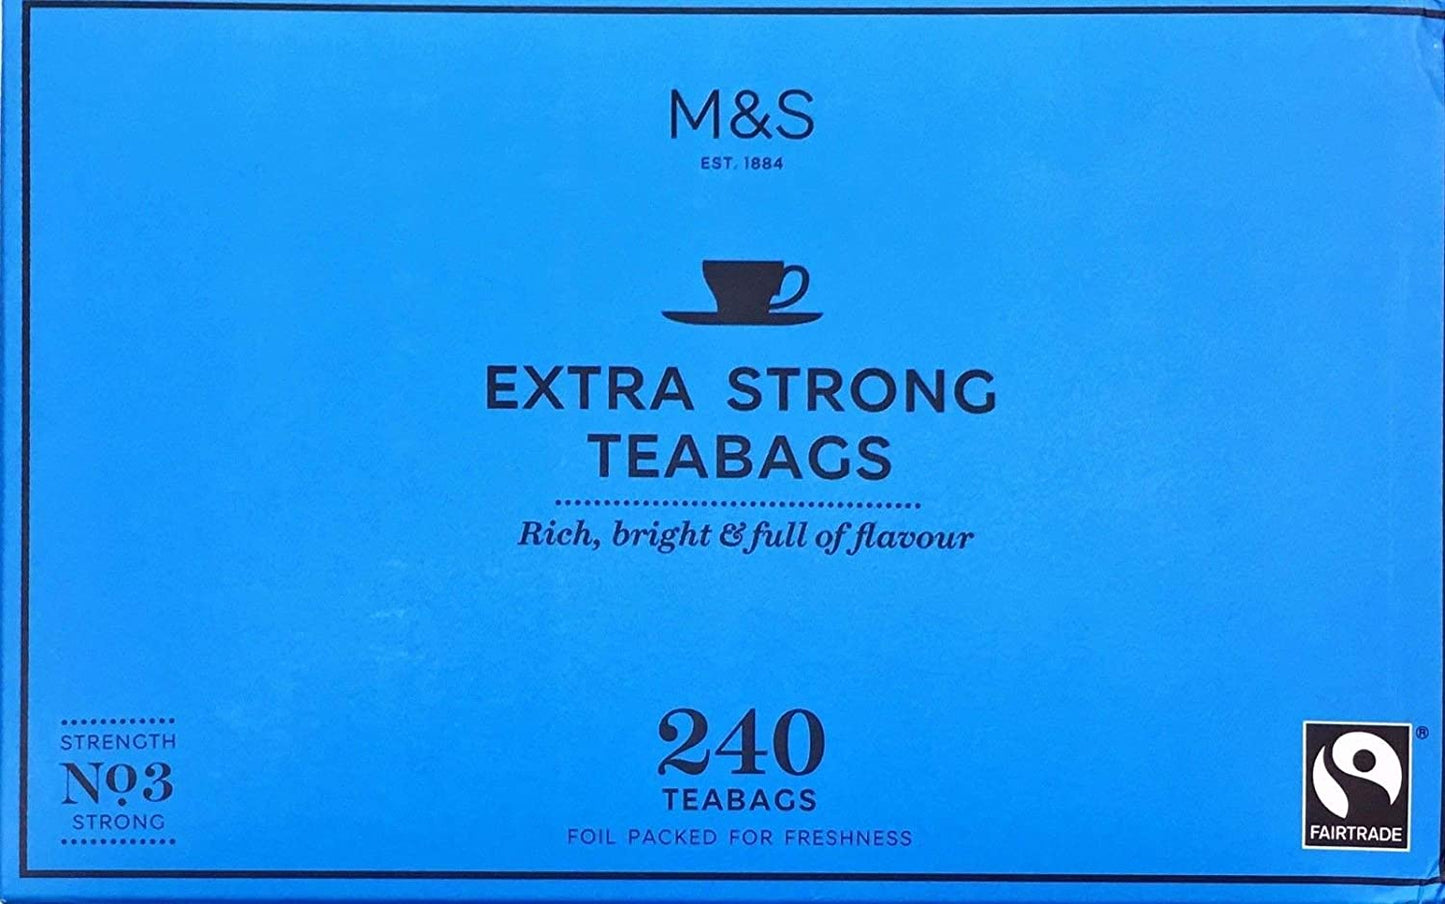 M&S
EST. 1884
EXTRA STRONG
TEABAGS
Rich, bright & full of flavour
STRENGTH
No3
STRONG
240
TEABAGS
FOIL PACKED FOR FRESHNESS
FAIRTRADE
®